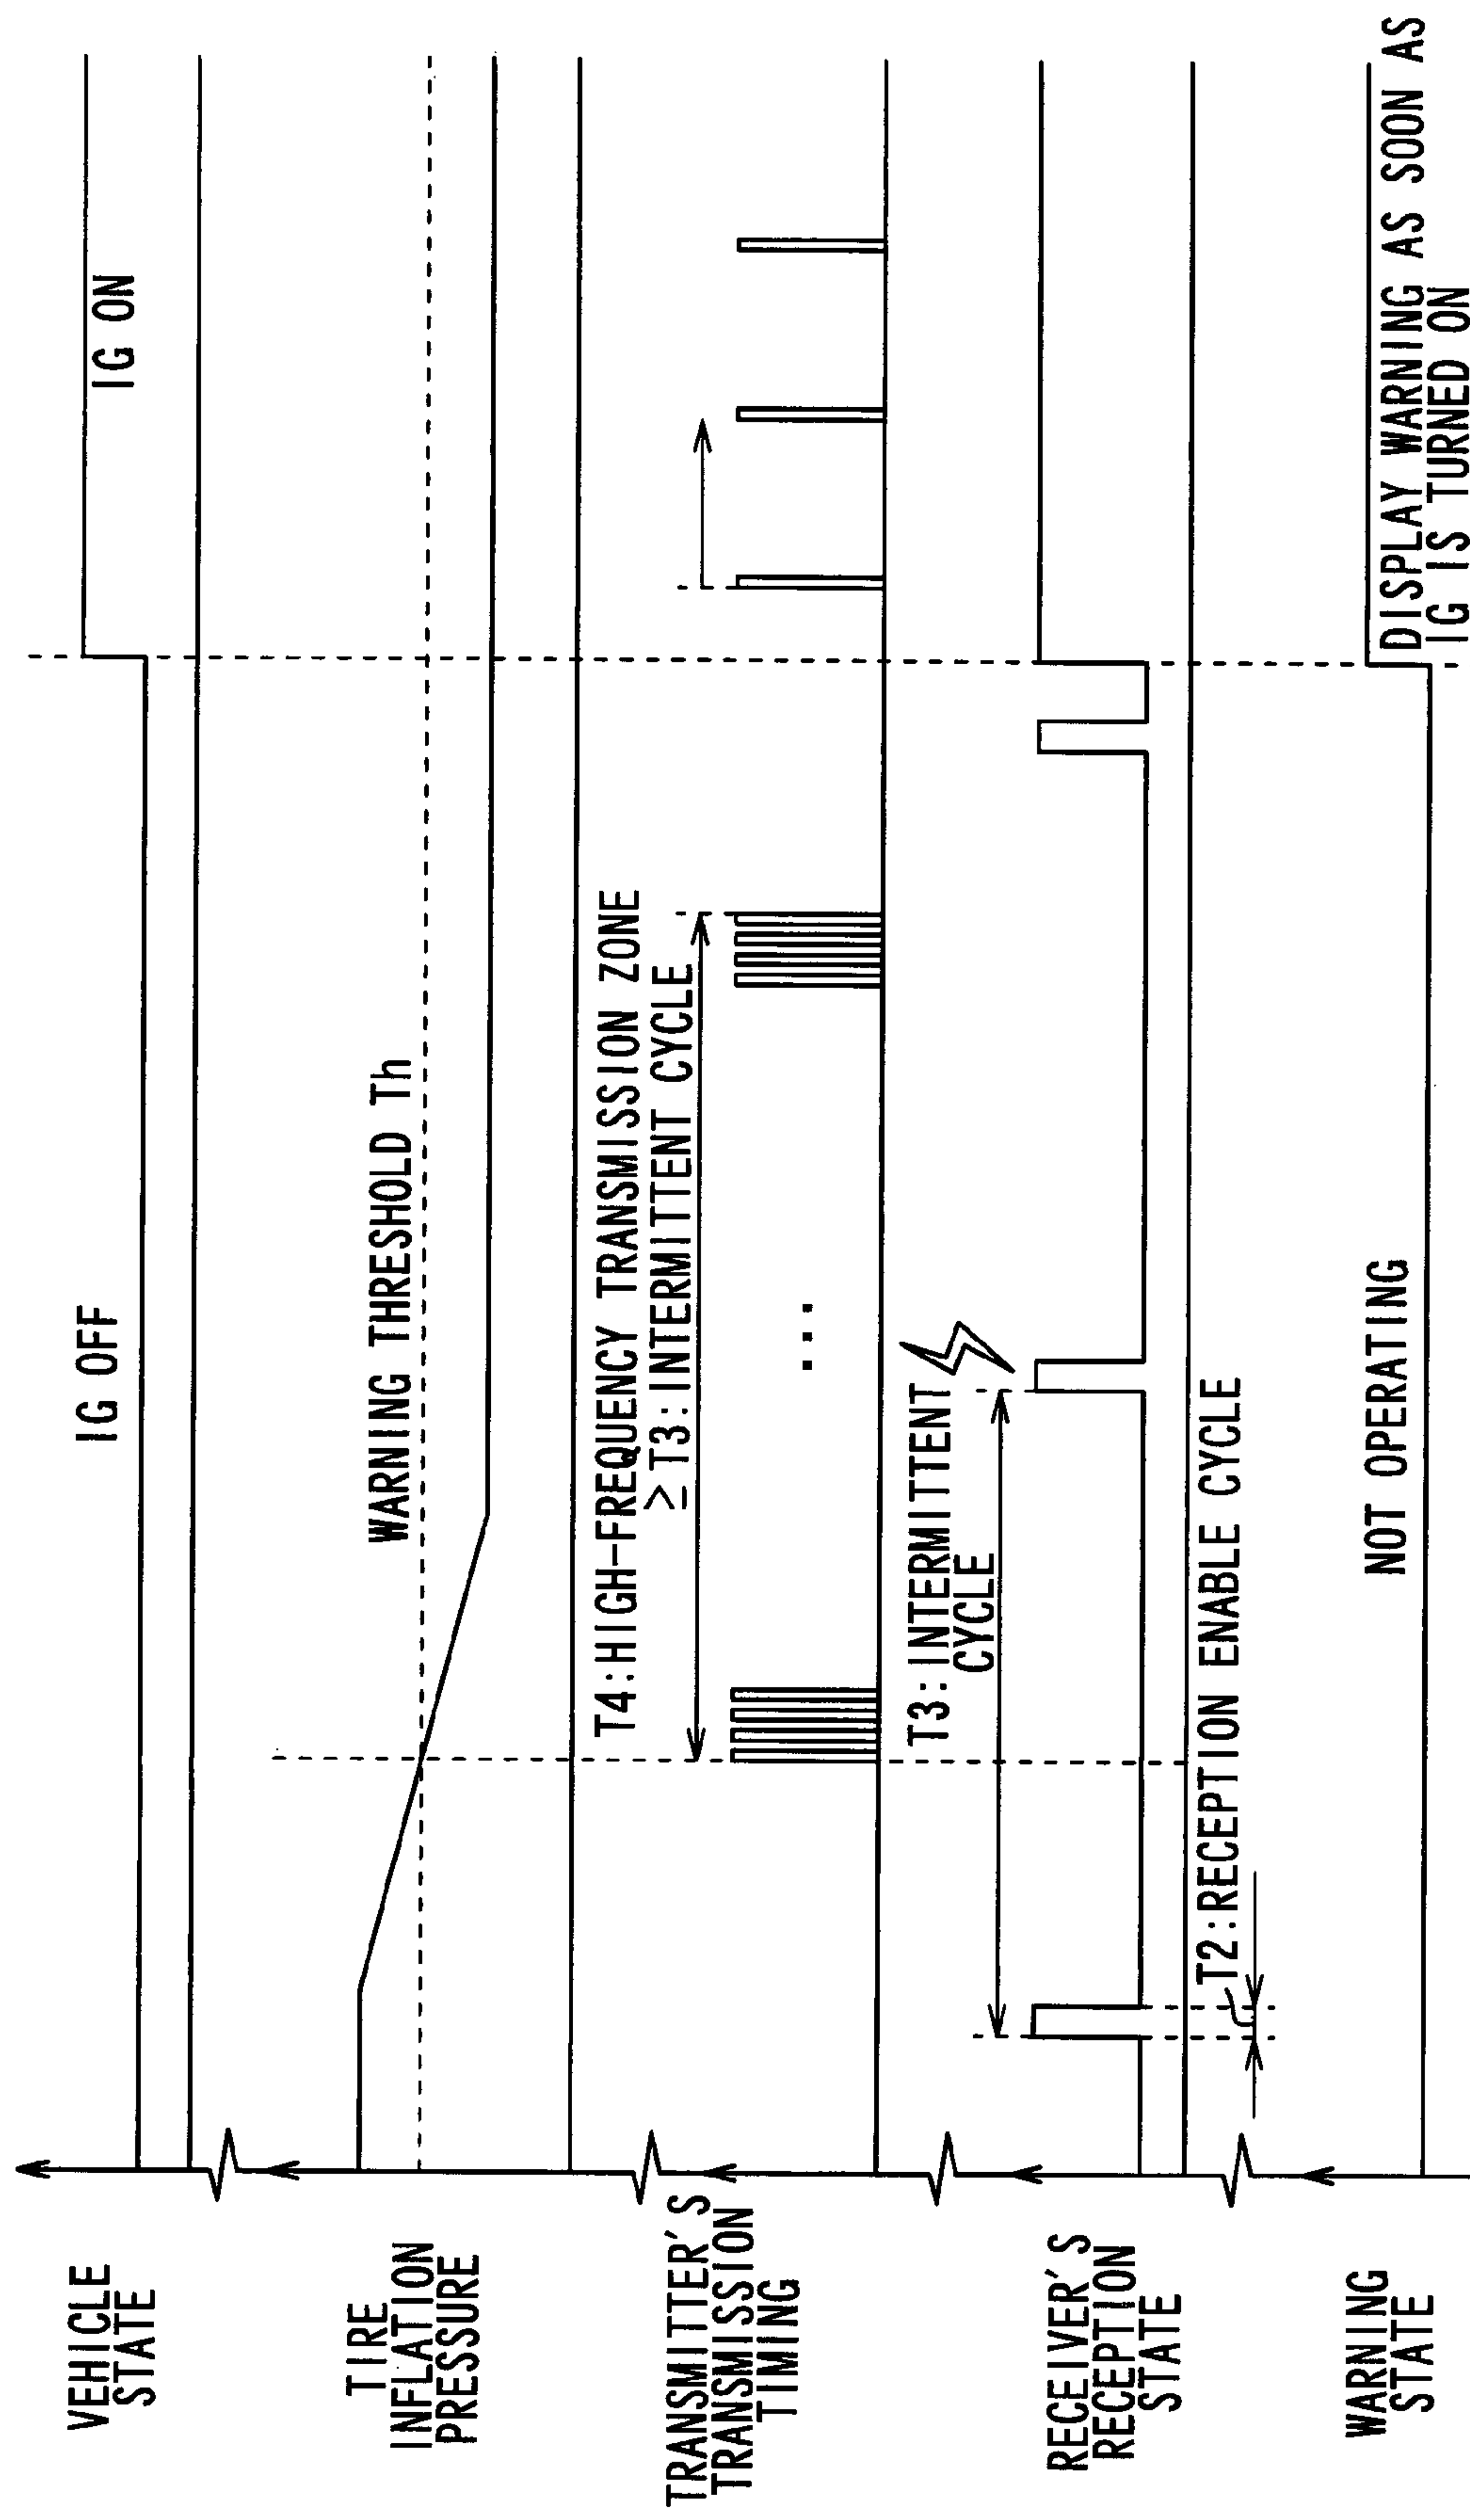 VEHICLE
STATE
IG OFF
IG ON
TIRE
INFLATION
PRESSURE
WARNING THRESHOLD Th
TRANSMITTER'S
TRANSMISSION
TIMING
T4:HIGH-FREQUENCY TRANSMISSION ZONE
≥T3:INTERMITTENT CYCLE
...
RECEIVER'S
RECEPTION
STATE
T3:INTERMITTENT
CYCLE
T2:RECEPTION ENABLE CYCLE
WARNING
STATE
NOT OPERATING
DISPLAY WARNING AS SOON AS
IG IS TURNED ON